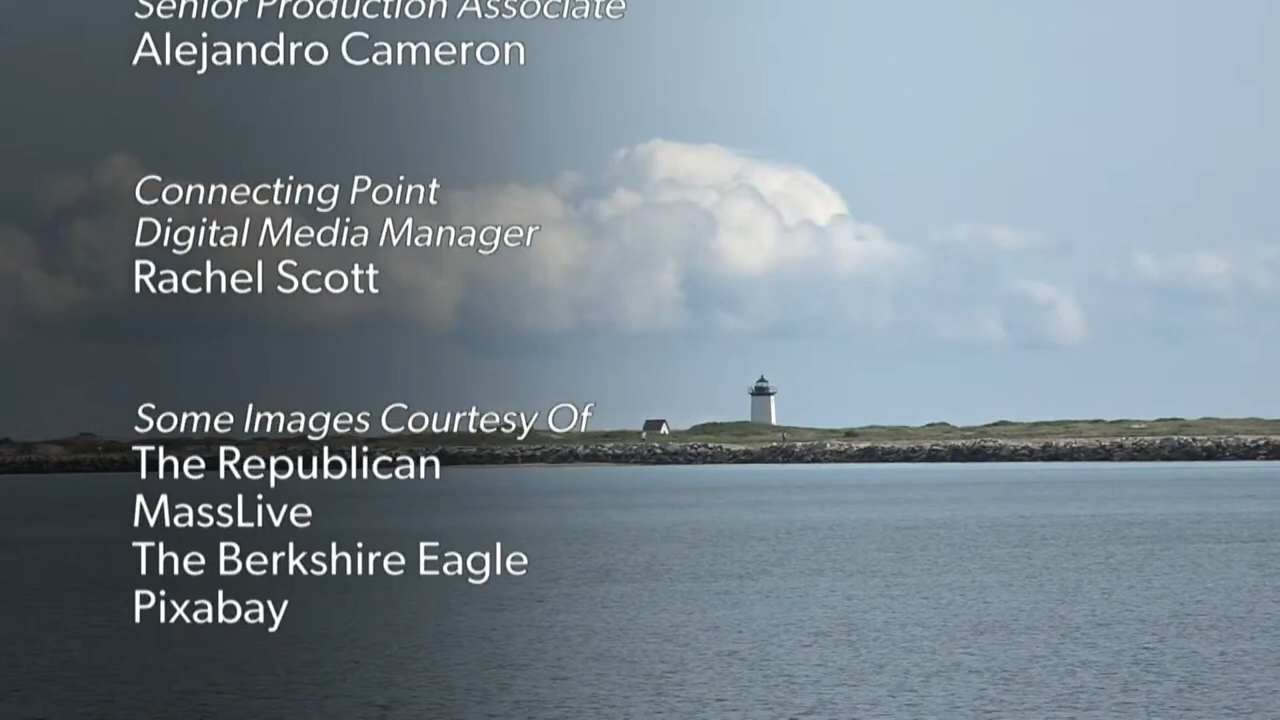 Senior Production Associate
Alejandro Cameron
Connecting Point
Digital Media Manager
Rachel Scott
Some Images Courtesy Of
The Republican
MassLive
The Berkshire Eagle
Pixabay